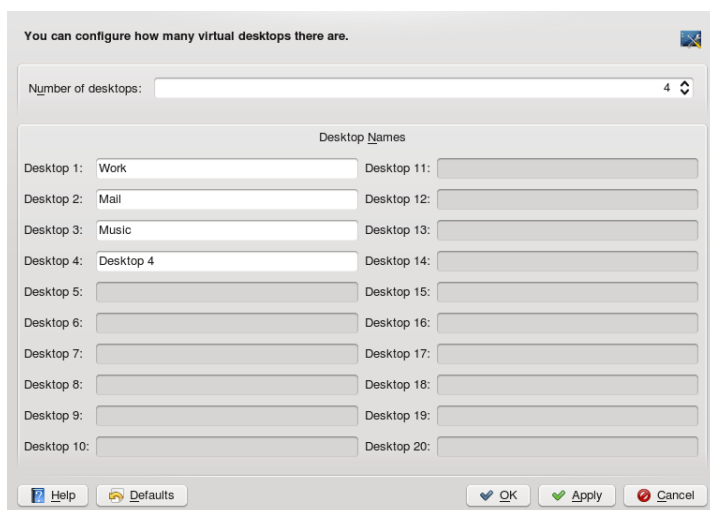 You can configure how many virtual desktops there are.
Number of desktops: 4
Desktop Names
Desktop 1: Work
Desktop 2: Mail
Desktop 3: Music
Desktop 4: Desktop 4
Desktop 5:
Desktop 6:
Desktop 7:
Desktop 8:
Desktop 9:
Desktop 10:
Desktop 11:
Desktop 12:
Desktop 13:
Desktop 14:
Desktop 15:
Desktop 16:
Desktop 17:
Desktop 18:
Desktop 19:
Desktop 20:
Help Defaults OK Apply Cancel